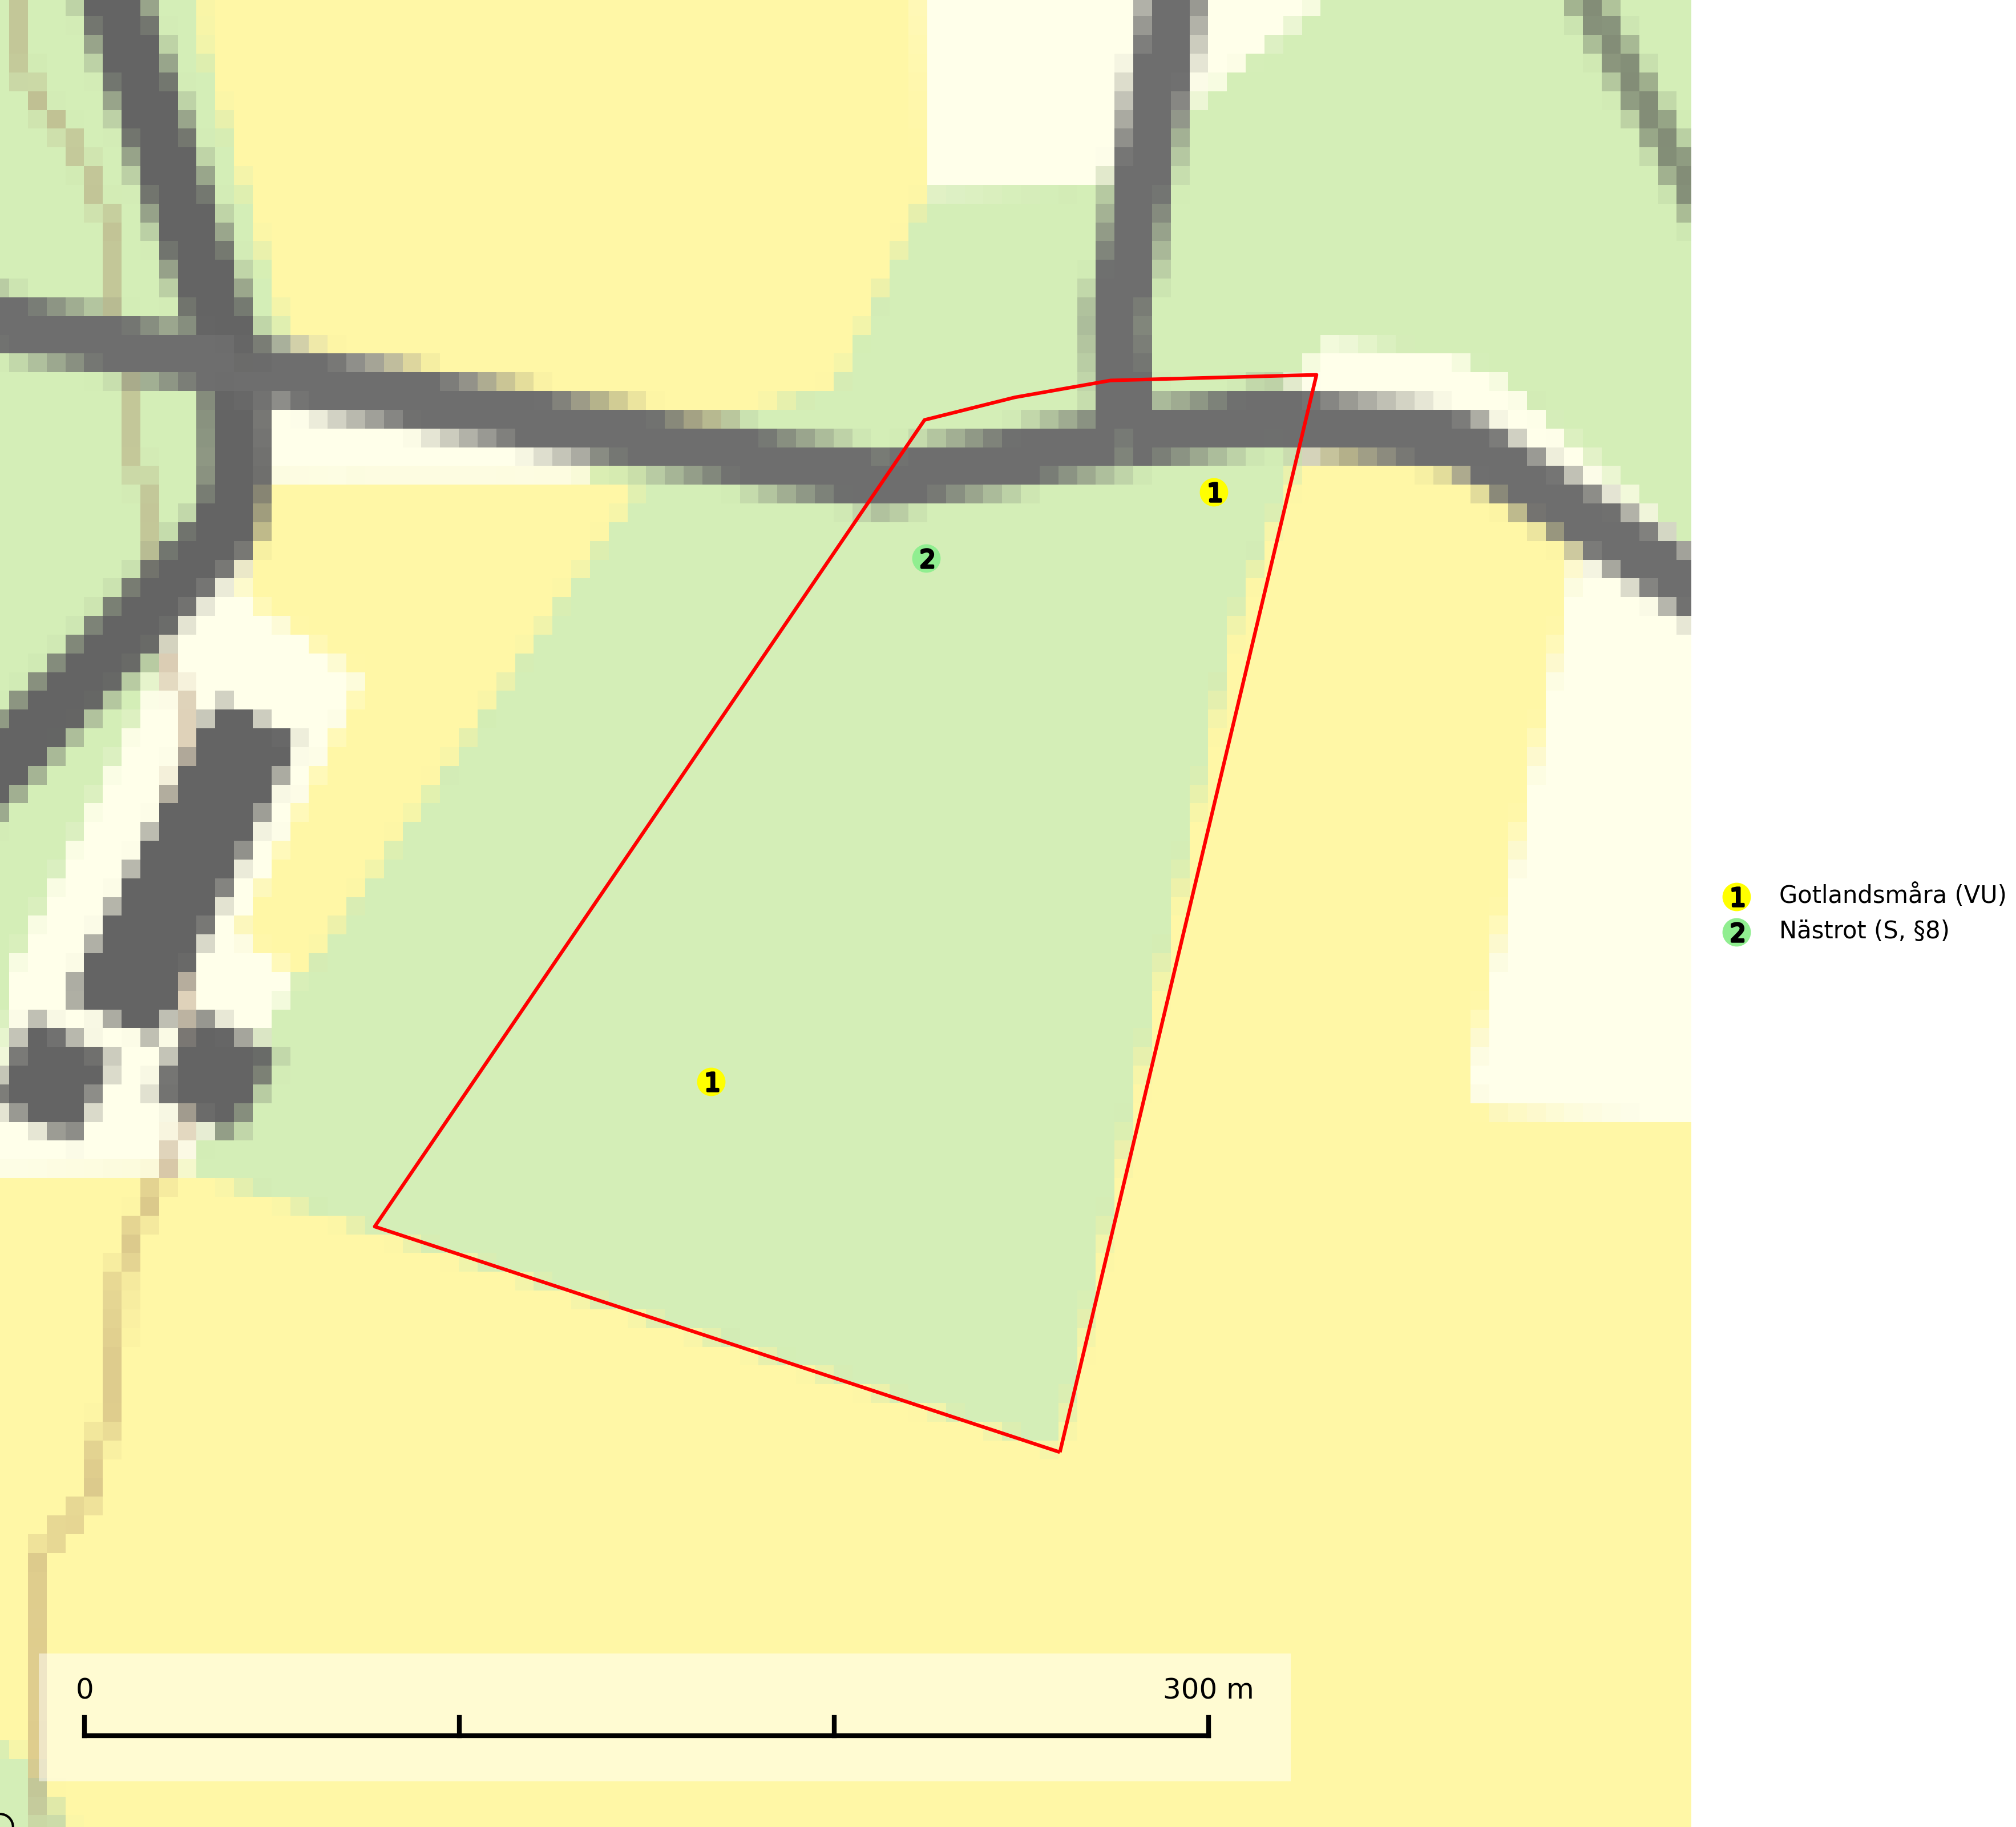 1
2
1
1 Gotlandsmåra (VU)
2 Nästrot (S, §8)
0 300 m